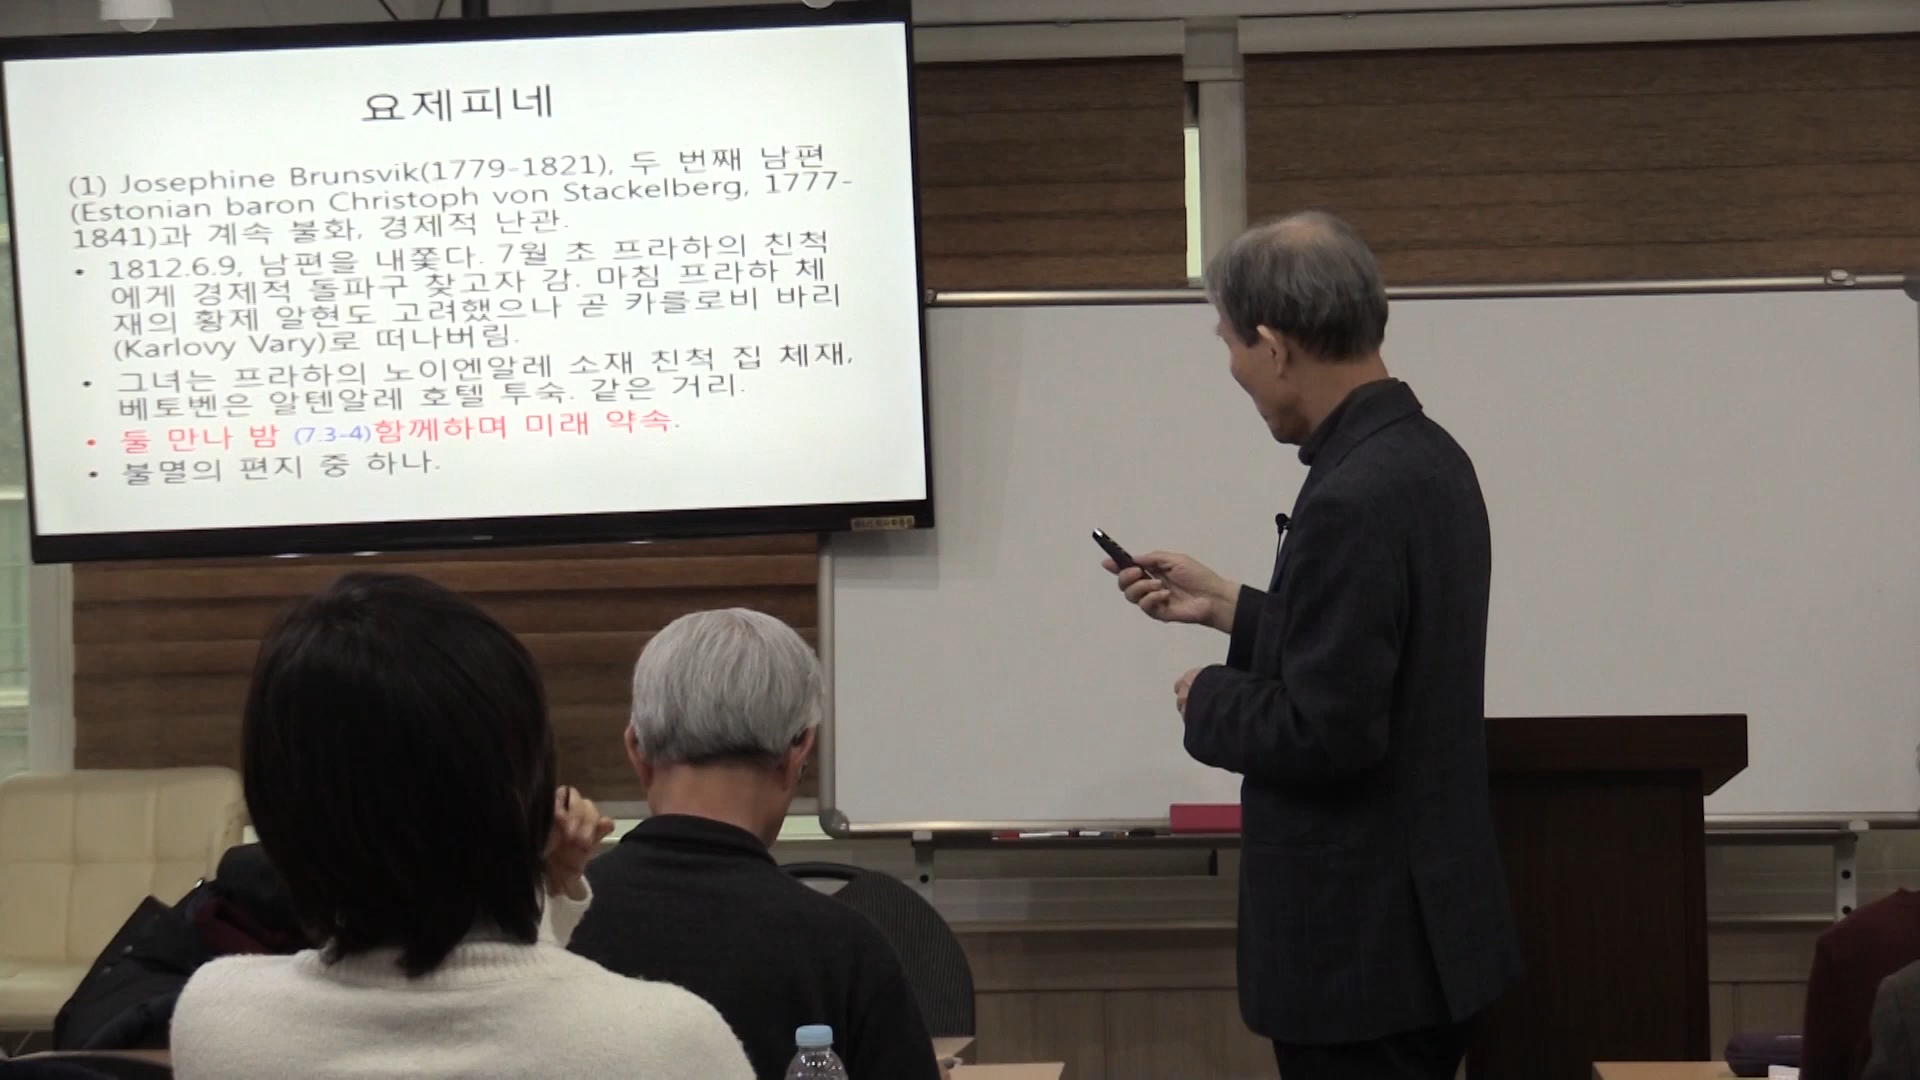 요제피네
(1) Josephine Brunsvik(1779-1821), 두 번째 남편
(Estonian baron Christoph von Stackelberg, 1777-
1841)과 계속 불화, 경제적 난관.
• 1812.6.9, 남편을 내쫓다. 7월 초 프라하의 친척
에게 경제적 돌파구 찾고자 감. 마침 프라하 체
재의 황제 알현도 고려했으나 곧 카를로비 바리
(Karlovy Vary)로 떠나버림.
• 그녀는 프라하의 노이엔알레 소재 친척 집 체재,
베토벤은 알텐알레 호텔 투숙. 같은 거리.
• 둘 만나 밤 (7.3-4)함께하며 미래 약속.
• 불멸의 편지 중 하나.